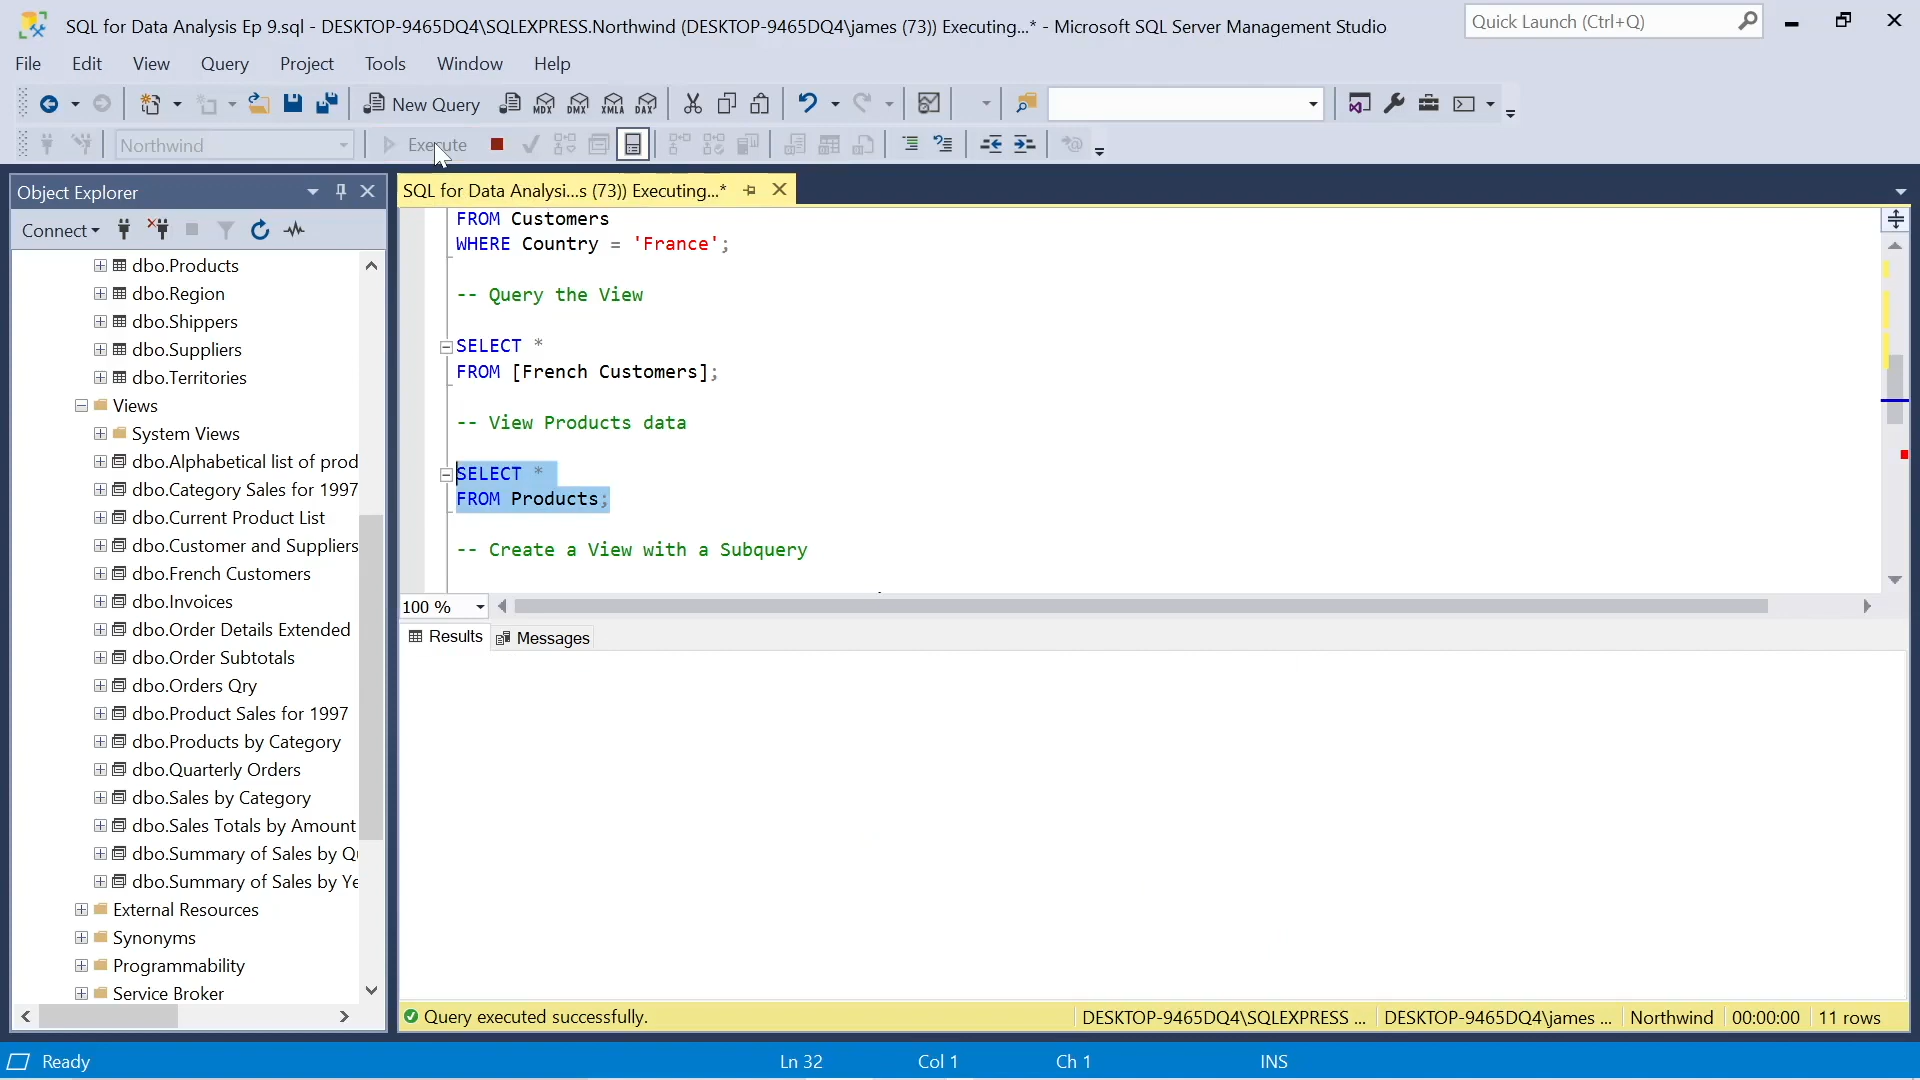 SQL for Data Analysis Ep 9.sql - DESKTOP-9465DQ4\SQLEXPRESS.Northwind (DESKTOP-9465DQ4\james (73)) Executing...* - Microsoft SQL Server Management Studio
Quick Launch (Ctrl+Q)
File Edit View Query Project Tools Window Help
New Query
MDX DMX XMLA DAX
Northwind
Execute
Object Explorer
SQL for Data Analysi...s (73)) Executing...*
Connect
dbo.Products
dbo.Region
dbo.Shippers
dbo.Suppliers
dbo.Territories
Views
System Views
dbo.Alphabetical list of prod
dbo.Category Sales for 1997
dbo.Current Product List
dbo.Customer and Suppliers
dbo.French Customers
dbo.Invoices
dbo.Order Details Extended
dbo.Order Subtotals
dbo.Orders Qry
dbo.Product Sales for 1997
dbo.Products by Category
dbo.Quarterly Orders
dbo.Sales by Category
dbo.Sales Totals by Amount
dbo.Summary of Sales by Qu
dbo.Summary of Sales by Ye
External Resources
Synonyms
Programmability
Service Broker
FROM Customers
WHERE Country = 'France';
-- Query the View
SELECT *
FROM [French Customers];
-- View Products data
SELECT *
FROM Products;
-- Create a View with a Subquery
100 %
Results
Messages
Query executed successfully.
DESKTOP-9465DQ4\SQLEXPRESS ...
DESKTOP-9465DQ4\james ...
Northwind
00:00:00
11 rows
Ready
Ln 32
Col 1
Ch 1
INS